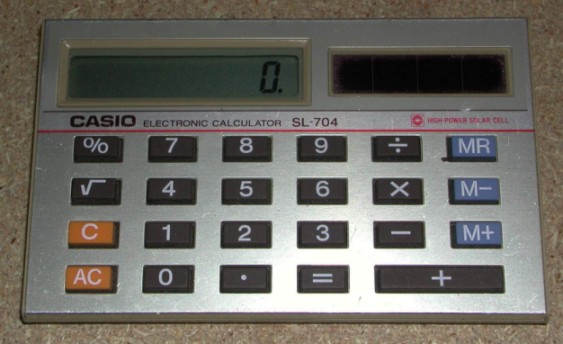 0.
CASIO ELECTRONIC CALCULATOR SL-704 HIGH POWER SOLAR CELL
% 7 8 9 ÷ MR
√ 4 5 6 × M−
C 1 2 3 − M+
AC 0 · = +